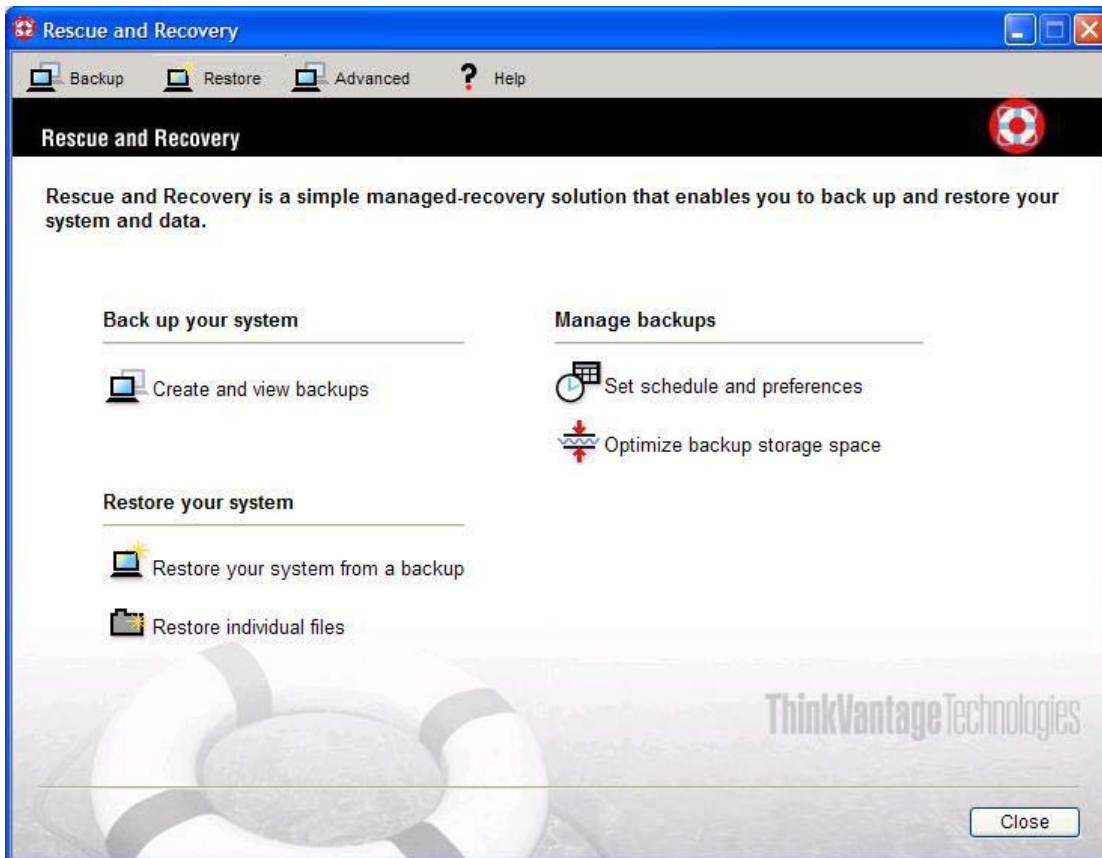 Rescue and Recovery
Backup Restore Advanced ? Help
Rescue and Recovery
Rescue and Recovery is a simple managed-recovery solution that enables you to back up and restore your
system and data.
Back up your system
Create and view backups
Manage backups
Set schedule and preferences
Optimize backup storage space
Restore your system
Restore your system from a backup
Restore individual files
ThinkVantage Technologies
Close